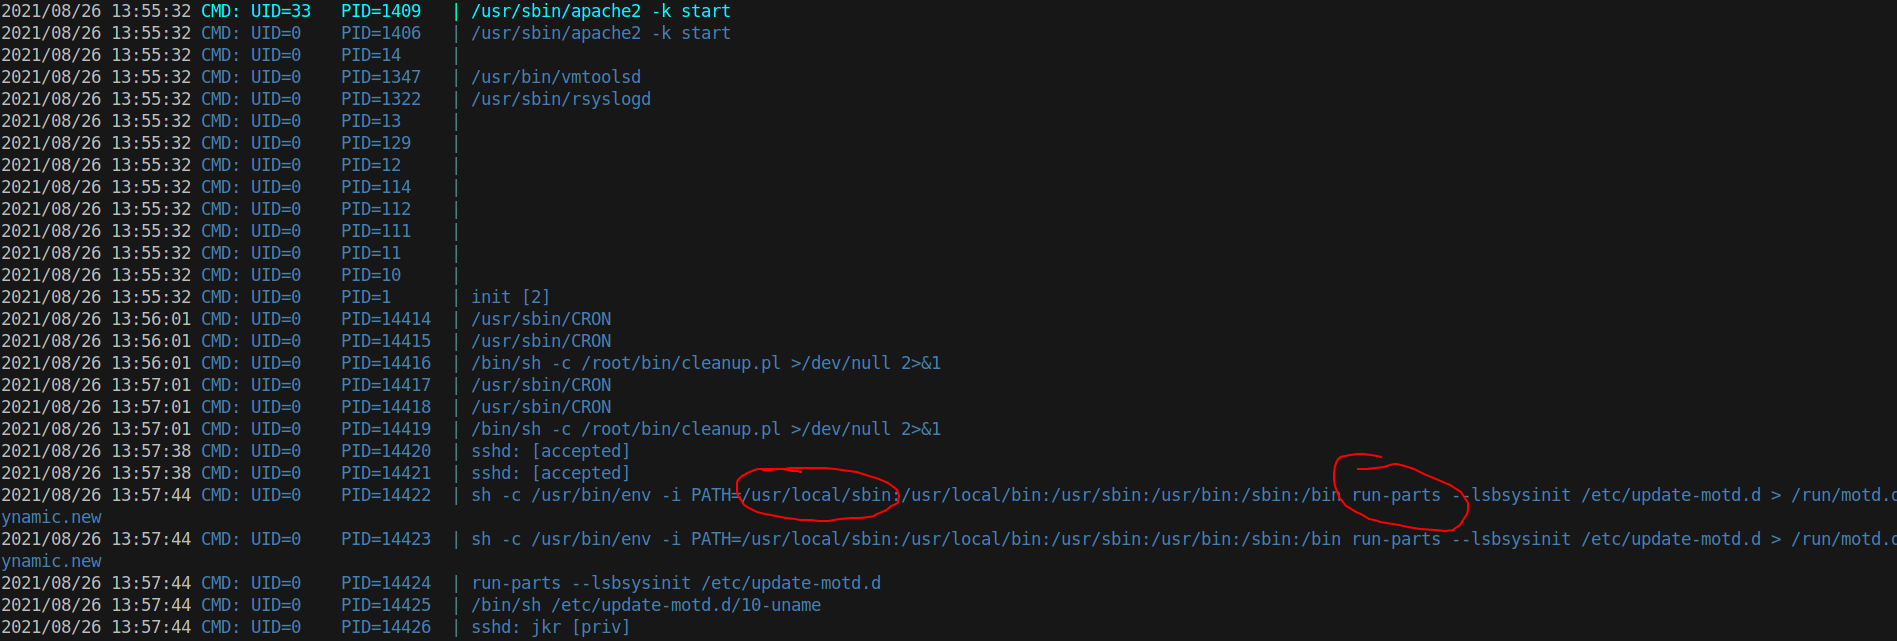 2021/08/26 13:55:32 CMD: UID=33   PID=1409   | /usr/sbin/apache2 -k start
2021/08/26 13:55:32 CMD: UID=0    PID=1406   | /usr/sbin/apache2 -k start
2021/08/26 13:55:32 CMD: UID=0    PID=14     |
2021/08/26 13:55:32 CMD: UID=0    PID=1347   | /usr/bin/vmtoolsd
2021/08/26 13:55:32 CMD: UID=0    PID=1322   | /usr/sbin/rsyslogd
2021/08/26 13:55:32 CMD: UID=0    PID=13     |
2021/08/26 13:55:32 CMD: UID=0    PID=129    |
2021/08/26 13:55:32 CMD: UID=0    PID=12     |
2021/08/26 13:55:32 CMD: UID=0    PID=114    |
2021/08/26 13:55:32 CMD: UID=0    PID=112    |
2021/08/26 13:55:32 CMD: UID=0    PID=111    |
2021/08/26 13:55:32 CMD: UID=0    PID=11     |
2021/08/26 13:55:32 CMD: UID=0    PID=10     |
2021/08/26 13:55:32 CMD: UID=0    PID=1      | init [2]
2021/08/26 13:56:01 CMD: UID=0    PID=14414  | /usr/sbin/CRON
2021/08/26 13:56:01 CMD: UID=0    PID=14415  | /usr/sbin/CRON
2021/08/26 13:56:01 CMD: UID=0    PID=14416  | /bin/sh -c /root/bin/cleanup.pl >/dev/null 2>&1
2021/08/26 13:57:01 CMD: UID=0    PID=14417  | /usr/sbin/CRON
2021/08/26 13:57:01 CMD: UID=0    PID=14418  | /usr/sbin/CRON
2021/08/26 13:57:01 CMD: UID=0    PID=14419  | /bin/sh -c /root/bin/cleanup.pl >/dev/null 2>&1
2021/08/26 13:57:38 CMD: UID=0    PID=14420  | sshd: [accepted]
2021/08/26 13:57:38 CMD: UID=0    PID=14421  | sshd: [accepted]
2021/08/26 13:57:44 CMD: UID=0    PID=14422  | sh -c /usr/bin/env -i PATH=/usr/local/sbin:/usr/local/bin:/usr/sbin:/usr/bin:/sbin:/bin run-parts --lsbsysinit /etc/update-motd.d > /run/motd.d
ynamic.new
2021/08/26 13:57:44 CMD: UID=0    PID=14423  | sh -c /usr/bin/env -i PATH=/usr/local/sbin:/usr/local/bin:/usr/sbin:/usr/bin:/sbin:/bin run-parts --lsbsysinit /etc/update-motd.d > /run/motd.d
ynamic.new
2021/08/26 13:57:44 CMD: UID=0    PID=14424  | run-parts --lsbsysinit /etc/update-motd.d
2021/08/26 13:57:44 CMD: UID=0    PID=14425  | /bin/sh /etc/update-motd.d/10-uname
2021/08/26 13:57:44 CMD: UID=0    PID=14426  | sshd: jkr [priv]